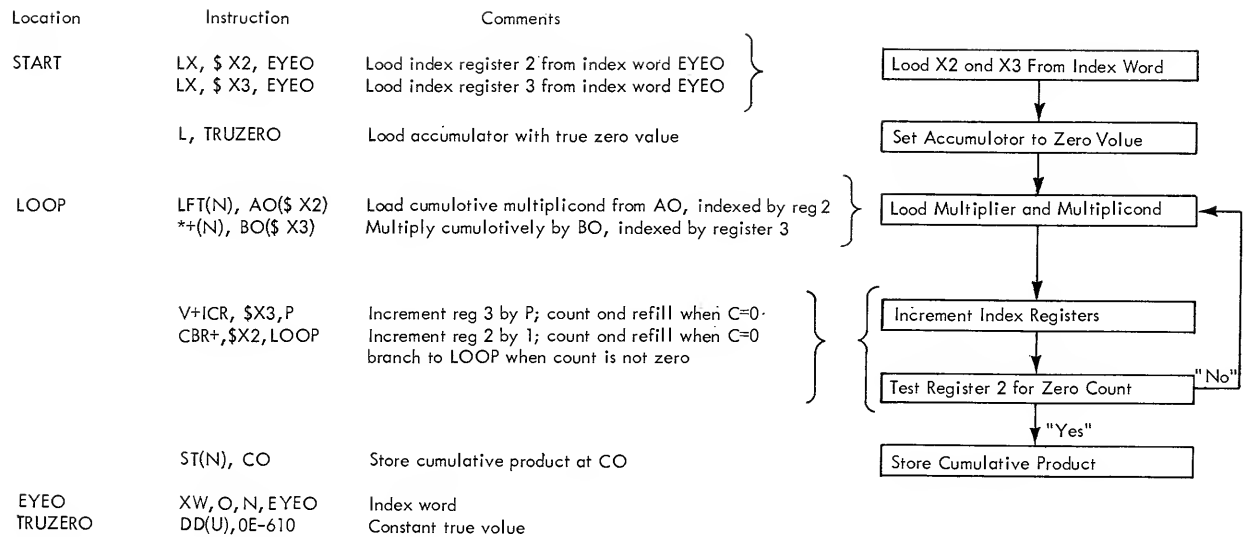 Location Instruction Comments
START LX, $ X2, EYEO Lood index register 2 from index word EYEO
LX, $ X3, EYEO Lood index register 3 from index word EYEO
L, TRUZERO Lood accumulator with true zero value
LOOP LFT(N), AO($ X2) Load cumulotive multiplicond from AO, indexed by reg 2
*+(N), BO($ X3) Multiply cumulotively by BO, indexed by register 3
V+ICR, $X3,P Increment reg 3 by P; count ond refill when C=0
CBR+,$X2,LOOP Increment reg 2 by 1; count ond refill when C=0
branch to LOOP when count is not zero
ST(N), CO Store cumulative product at CO
EYEO XW, O, N, EYEO Index word
TRUZERO DD(U),0E-610 Constant true volue
Lood X2 ond X3 From Index Word
Set Accumulotor to Zero Volue
Lood Multiplier and Multiplicond
Increment Index Registers
Test Register 2 for Zero Count
"No"
"Yes"
Store Cumulative Product